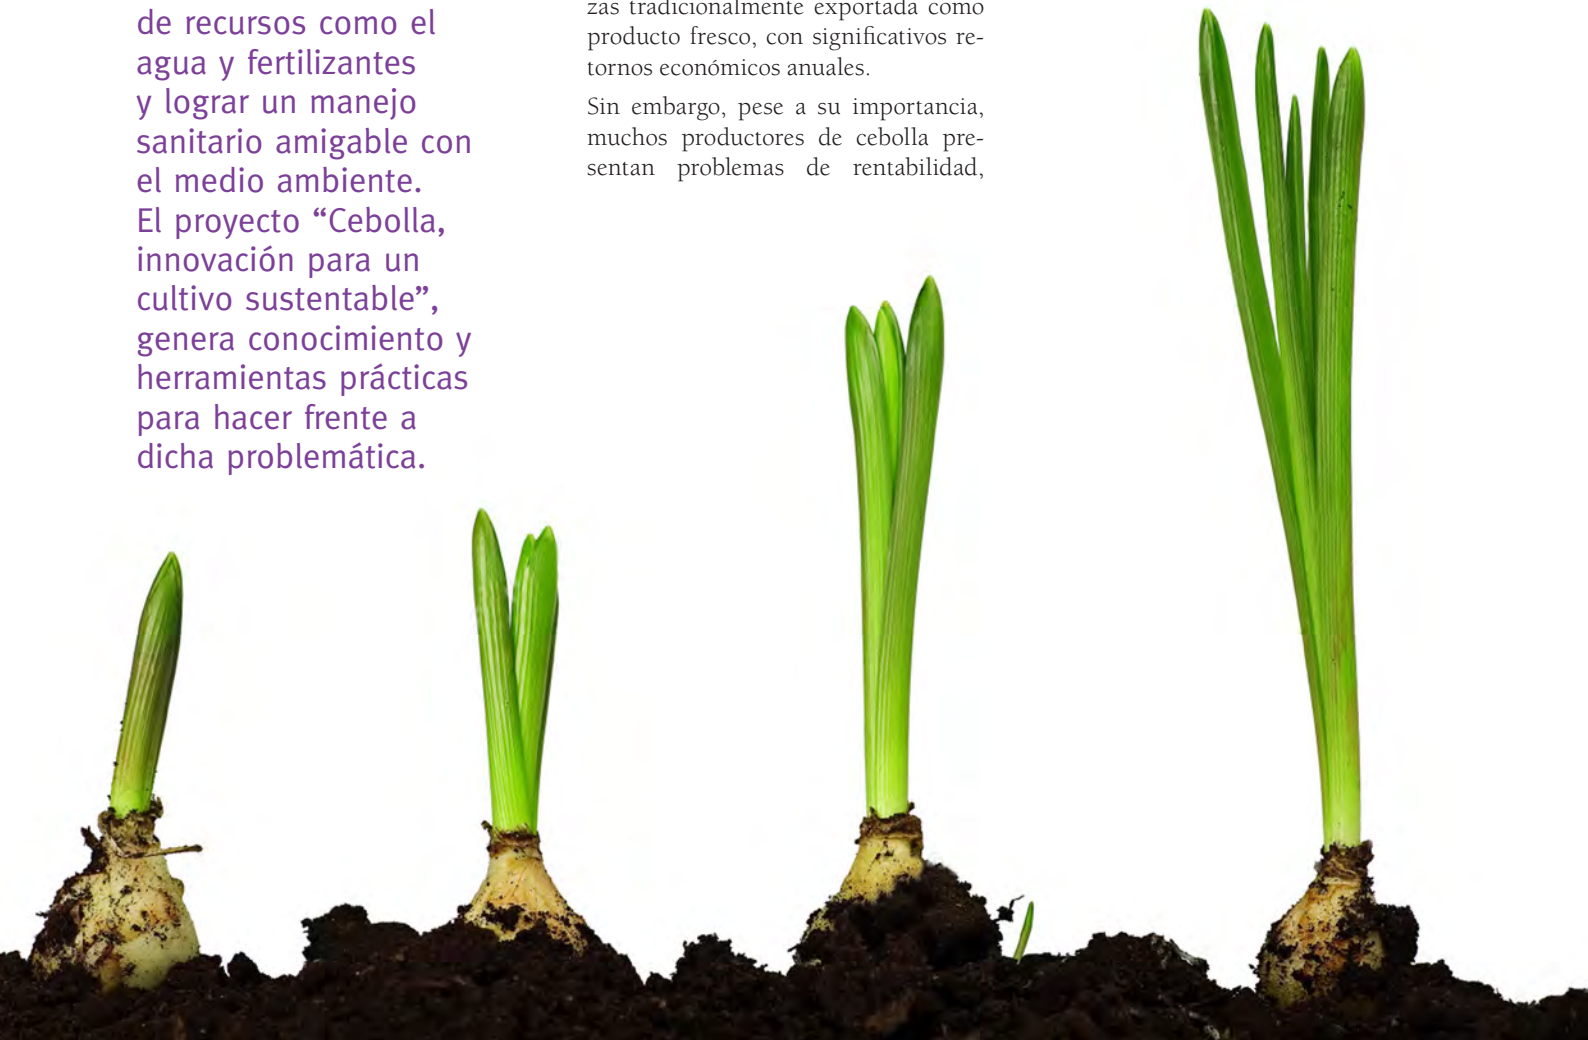 de recursos como el
agua y fertilizantes
y lograr un manejo
sanitario amigable con
el medio ambiente.
El proyecto “Cebolla,
innovación para un
cultivo sustentable”,
genera conocimiento y
herramientas prácticas
para hacer frente a
dicha problemática.
zas tradicionalmente exportada como
producto fresco, con significativos re-
tornos económicos anuales.
Sin embargo, pese a su importancia,
muchos productores de cebolla pre-
sentan problemas de rentabilidad,